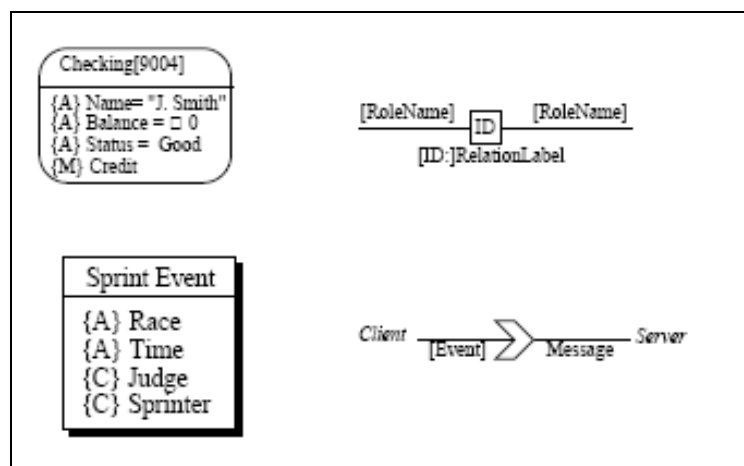 Checking[9004]
{A} Name= "J. Smith"
{A} Balance = □ 0
{A} Status = Good
{M} Credit
[RoleName] ID [RoleName]
[ID:]RelationLabel
Sprint Event
{A} Race
{A} Time
{C} Judge
{C} Sprinter
Client [Event] Message Server